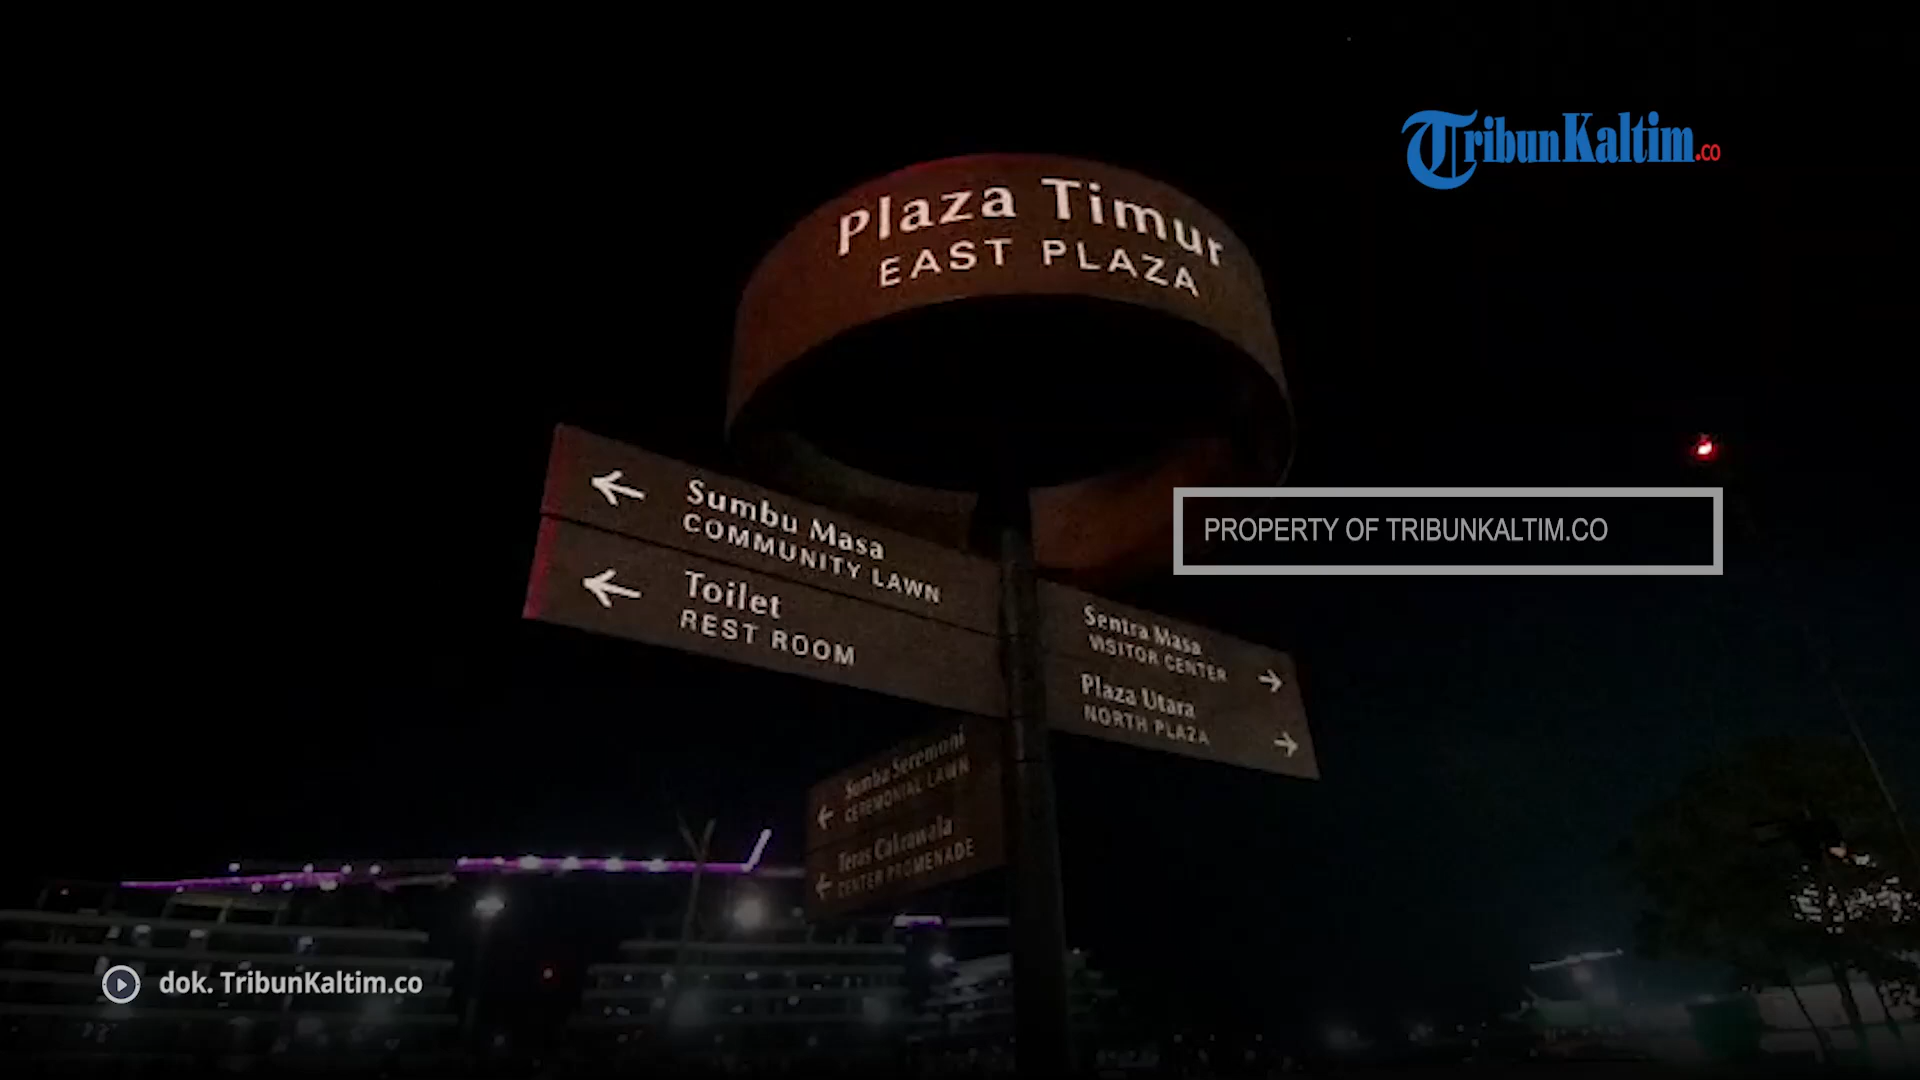 TribunKaltim.co
Plaza Timur
EAST PLAZA
Sumbu Masa
COMMUNITY LAWN
Toilet
REST ROOM
PROPERTY OF TRIBUNKALTIM.CO
Sentra Masa
VISITOR CENTER
Plaza Utara
NORTH PLAZA
Sumba Seremoni
CEREMONIAL LAWN
Teras Cakrawala
CENTER PROMENADE
dok. TribunKaltim.co